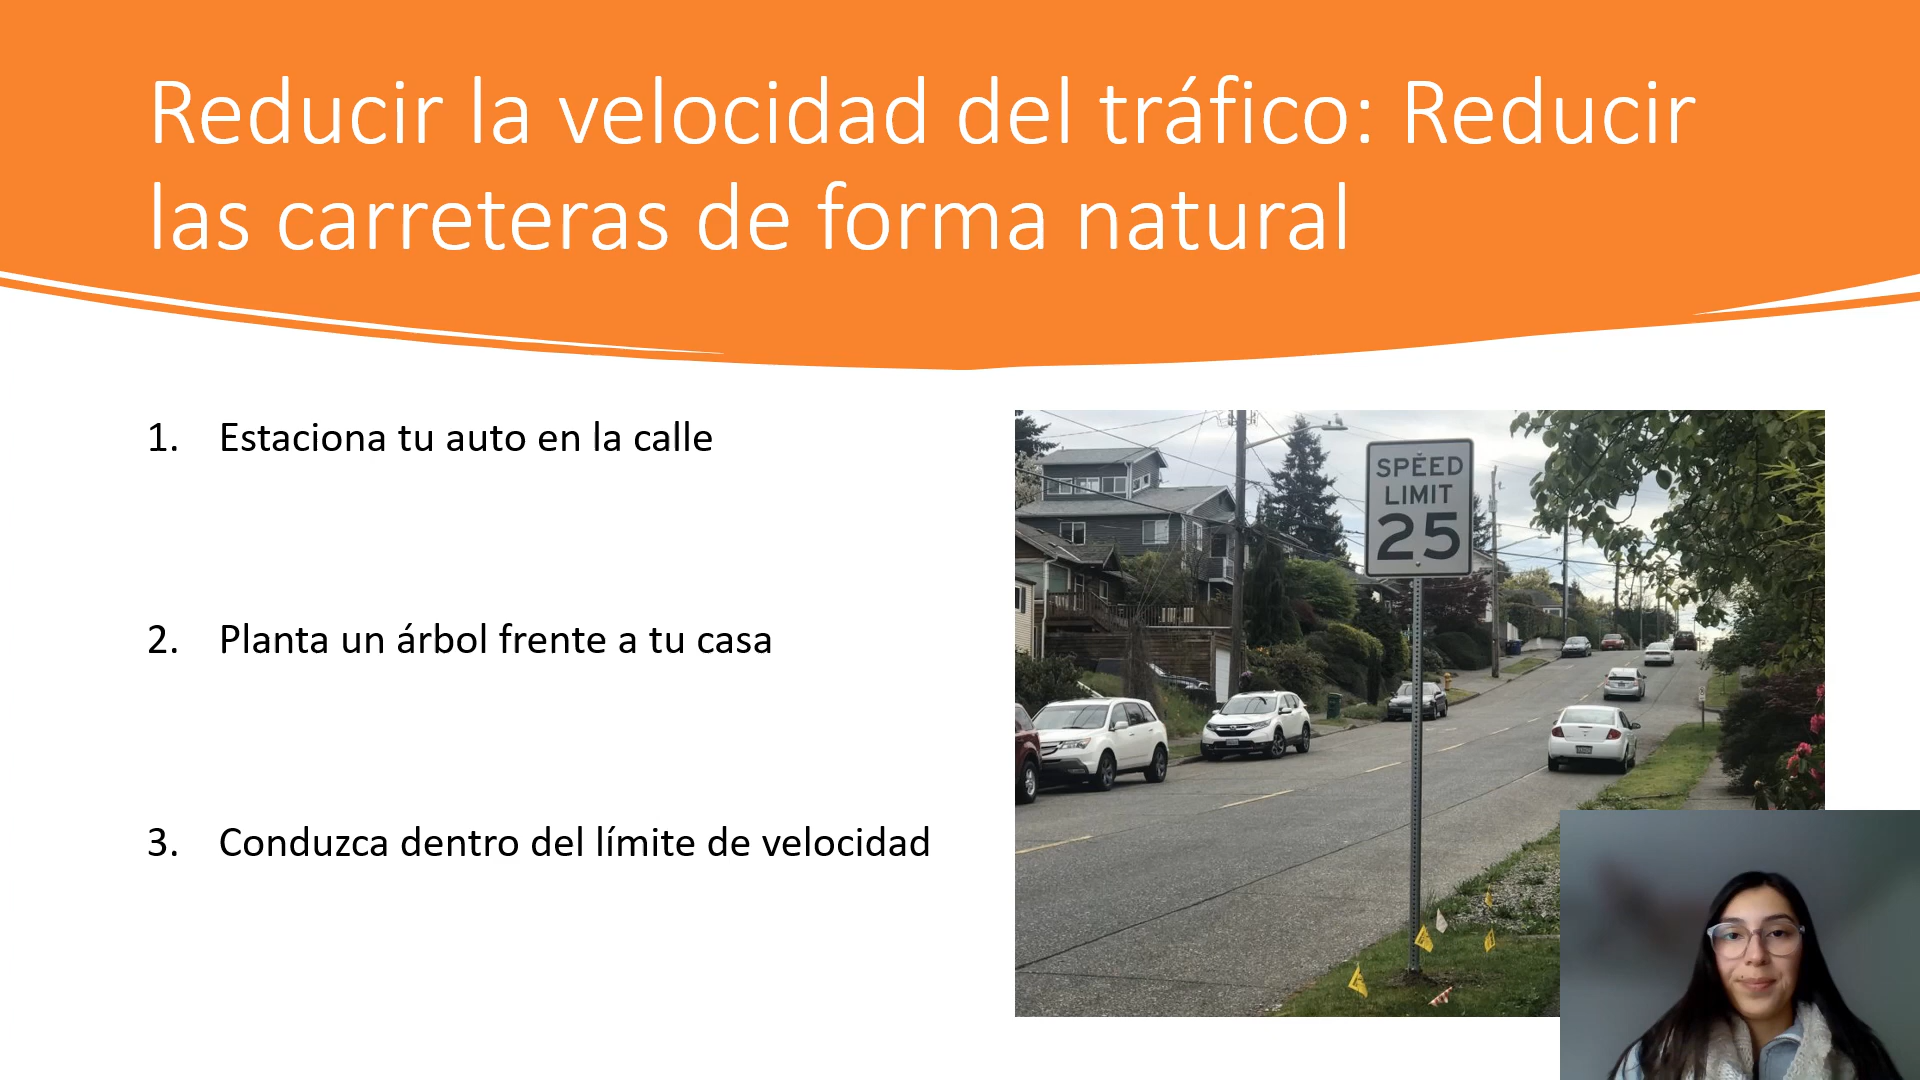 Reducir la velocidad del tráfico: Reducir
las carreteras de forma natural
1. Estaciona tu auto en la calle
2. Planta un árbol frente a tu casa
3. Conduzca dentro del límite de velocidad
SPEED
LIMIT
25